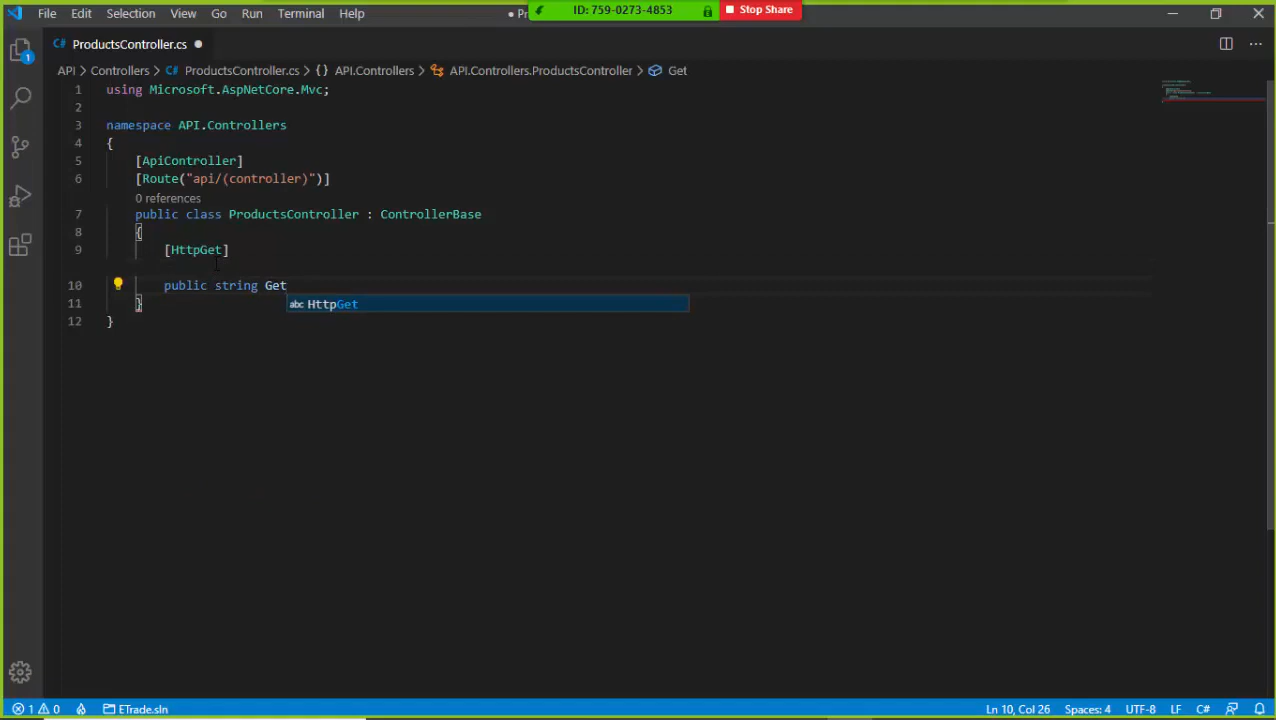 File Edit Selection View Go Run Terminal Help
ID: 759-0273-4853
Stop Share
ProductsController.cs
API > Controllers > ProductsController.cs > {} API.Controllers > API.Controllers.ProductsController > Get
1 using Microsoft.AspNetCore.Mvc;
2
3 namespace API.Controllers
4 {
5 [ApiController]
6 [Route("api/(controller)")]
0 references
7 public class ProductsController : ControllerBase
8 {
9 [HttpGet]
10 public string Get
abc HttpGet
11 }
12 }
1 0 ETrade.sln Ln 10, Col 26 Spaces: 4 UTF-8 LF C#
1